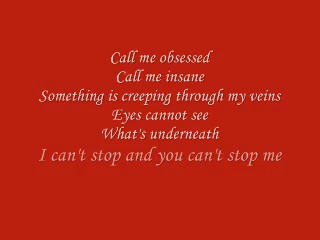 Call me obsessed
Call me insane
Something is creeping through my veins
Eyes cannot see
What's underneath
I can't stop and you can't stop me